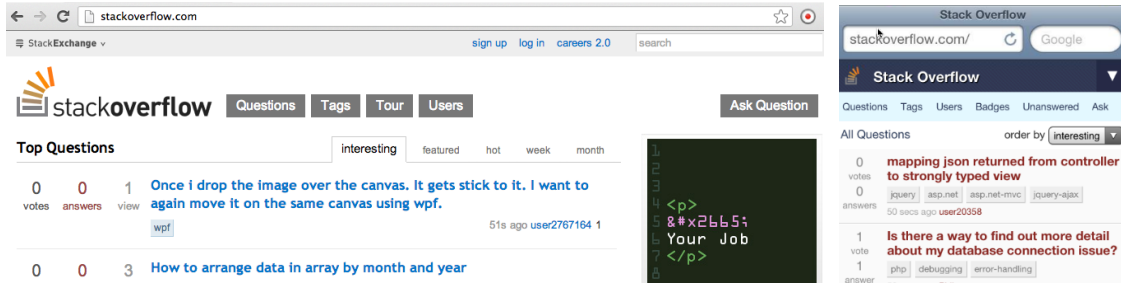 stackoverflow.com
StackExchange
sign up log in careers 2.0 search
stackoverflow Questions Tags Tour Users Ask Question
Top Questions interesting featured hot week month
0 votes 0 answers 1 view
Once i drop the image over the canvas. It gets stick to it. I want to
again move it on the same canvas using wpf.
wpf
51s ago user2767164 1
0 0 3 How to arrange data in array by month and year
1
2
3
4 <p>
5 &#x2665;
6 Your Job
7 </p>
8
Stack Overflow
stackoverflow.com/ Google
Stack Overflow
Questions Tags Users Badges Unanswered Ask
All Questions order by interesting
0 votes 0 answers
mapping json returned from controller
to strongly typed view
jquery asp.net asp.net-mvc jquery-ajax
50 secs ago user20358
1 vote 1 answer
Is there a way to find out more detail
about my database connection issue?
php debugging error-handling